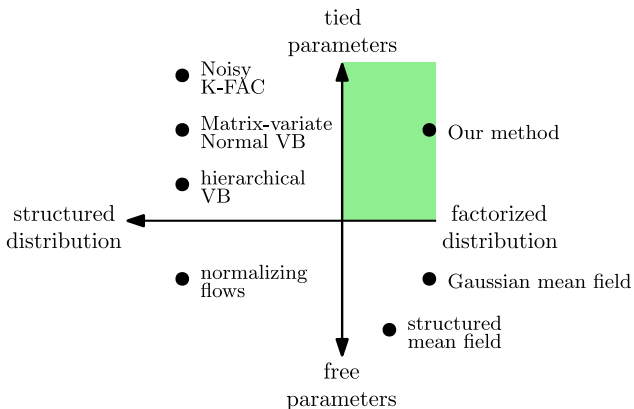 tied
parameters
Noisy
K-FAC
Matrix-variate
Normal VB
Our method
hierarchical
VB
structured
distribution
factorized
distribution
normalizing
flows
Gaussian mean field
structured
mean field
free
parameters